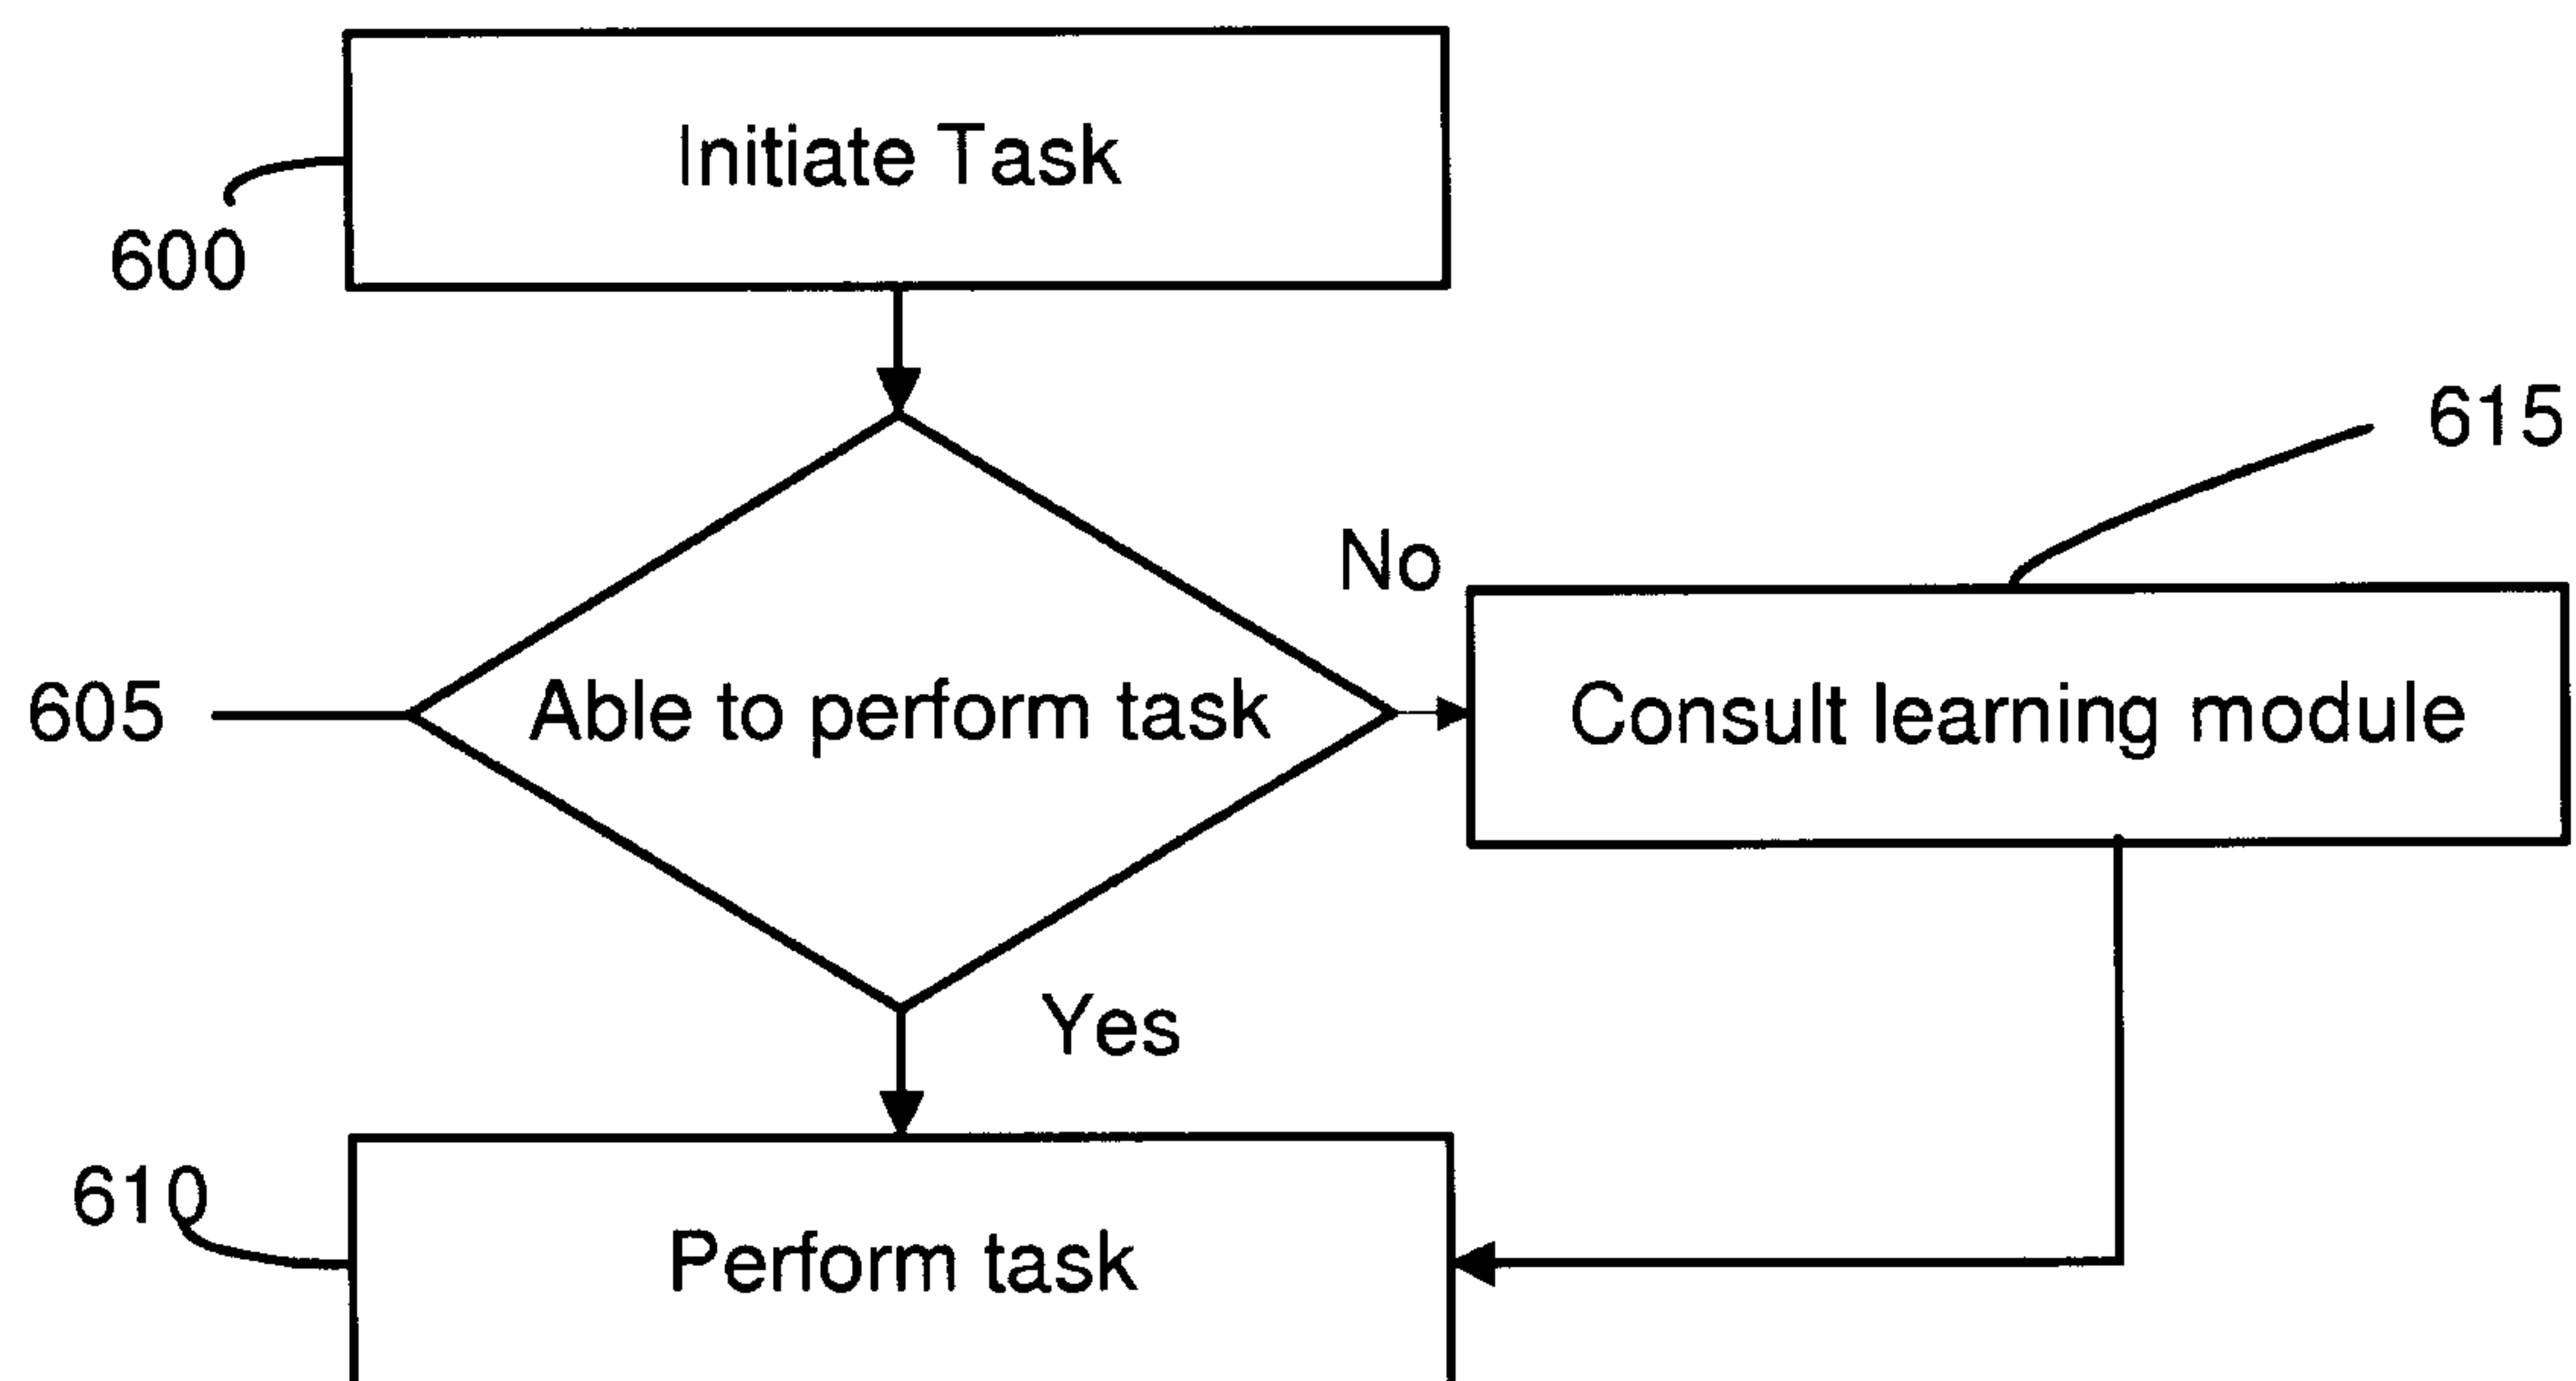 Initiate Task
600
615
No
605
Able to perform task
Consult learning module
Yes
610
Perform task